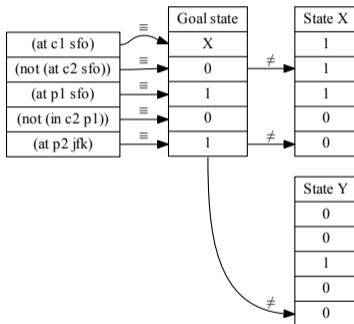 Goal state
State X
(at c1 sfo)
≡
X
1
(not (at c2 sfo))
≡
0
≠
1
(at p1 sfo)
≡
1
1
(not (in c2 p1))
≡
0
0
(at p2 jfk)
≡
1
≠
0
State Y
0
0
1
0
≠
0